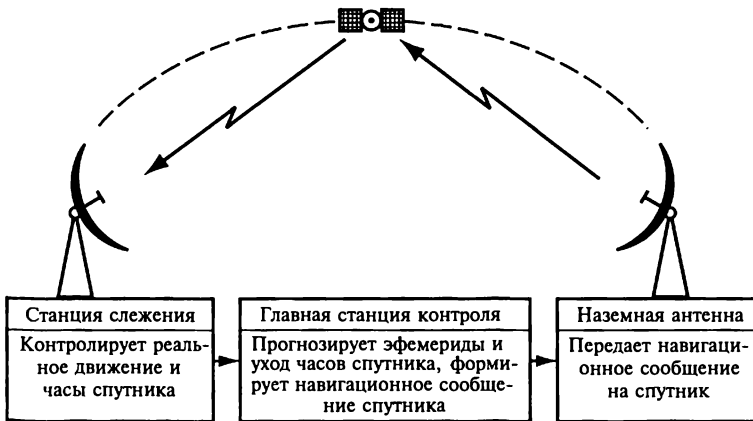 Станция слежения
Контролирует реаль-
ное движение и
часы спутника
Главная станция контроля
Прогнозирует эфемериды и
уход часов спутника, форми-
рует навигационное сообще-
ние спутника
Наземная антенна
Передает навигаци-
онное сообщение
на спутник